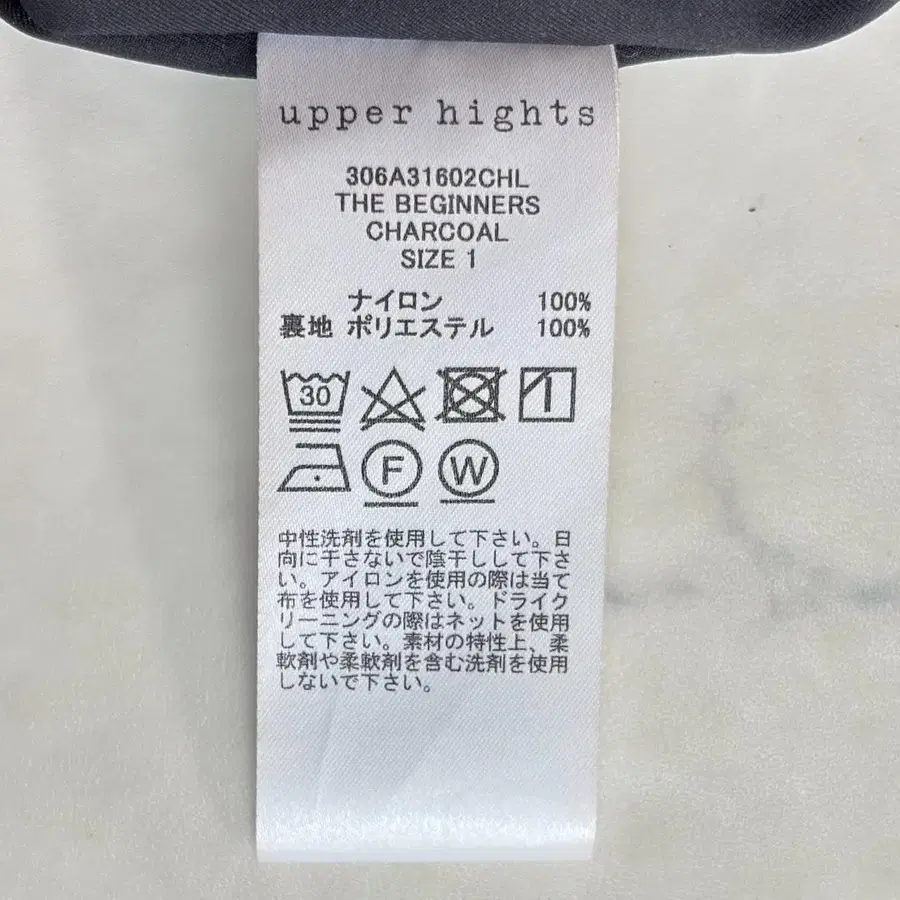 upper hights
306A31602CHL
THE BEGINNERS
CHARCOAL
SIZE 1
ナイロン 100%
裏地 ポリエステル 100%
30
F W
中性洗剤を使用して下さい。日
向に干さないで陰干しして下さ
い。アイロンを使用の際は当て
布を使用して下さい。ドライク
リーニングの際はネットを使用
して下さい。素材の特性上、柔
軟剤や柔軟剤を含む洗剤を使用
しないで下さい。